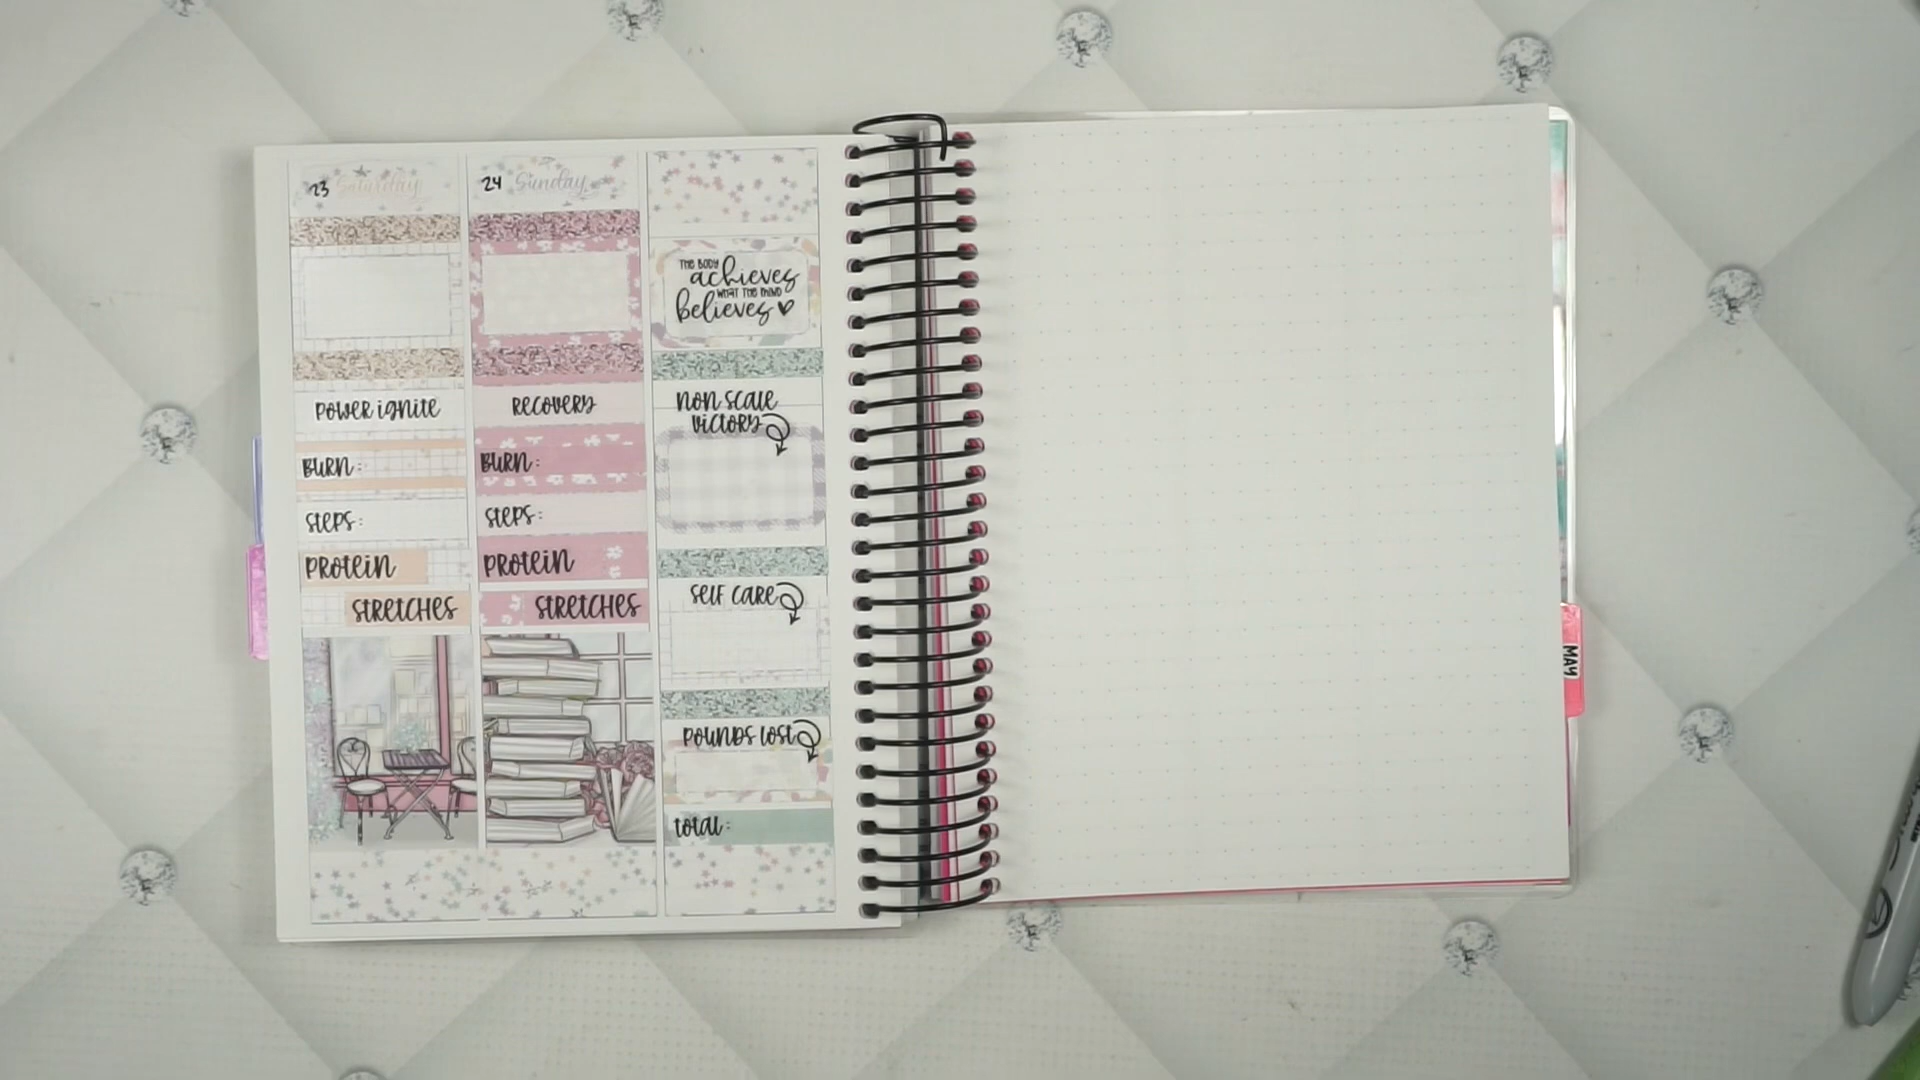 23 Saturday
POWER IGNITE
BURN:
STEPS:
PROTEIN
STRETCHES
24 Sunday
RECOVERY
BURN:
STEPS:
PROTEIN
STRETCHES
THE BODY
achieves
WHAT THE MIND
believes
NON SCALE
VICTORY
SELF CARE
POUNDS LOST
TOTAL:
MAY